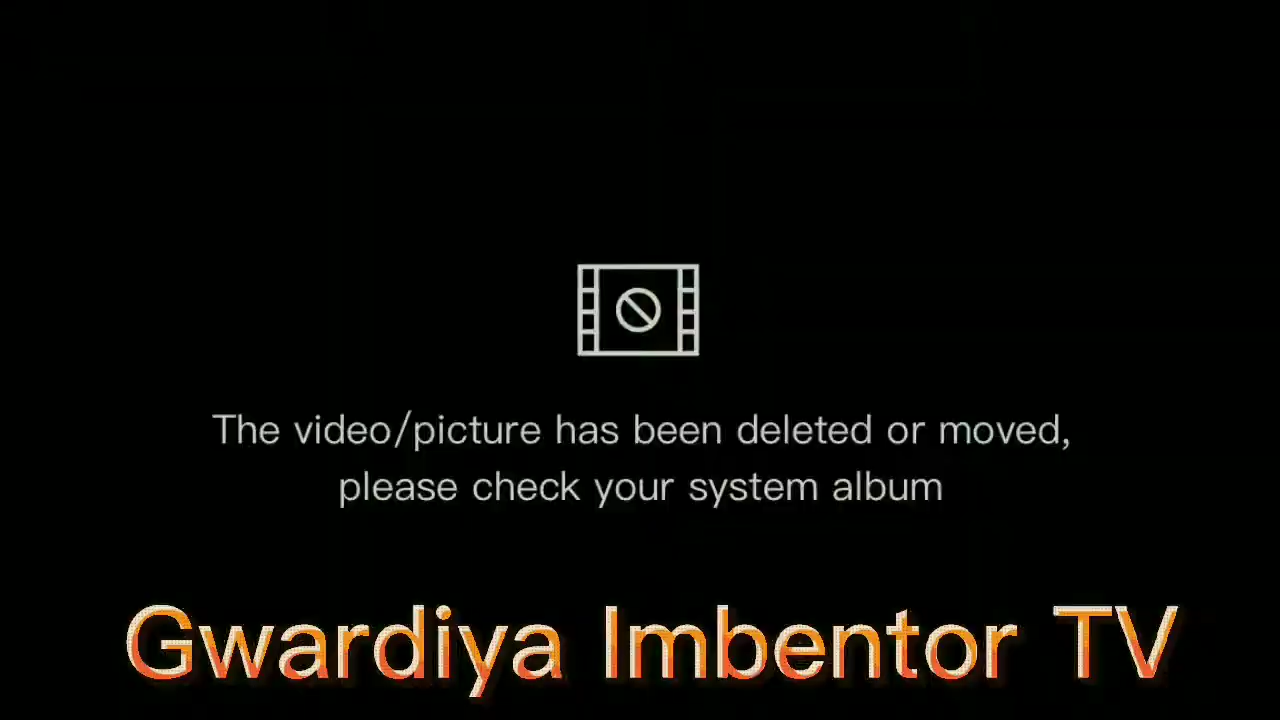 The video/picture has been deleted or moved,
please check your system album
Gwardiya Imbentor TV